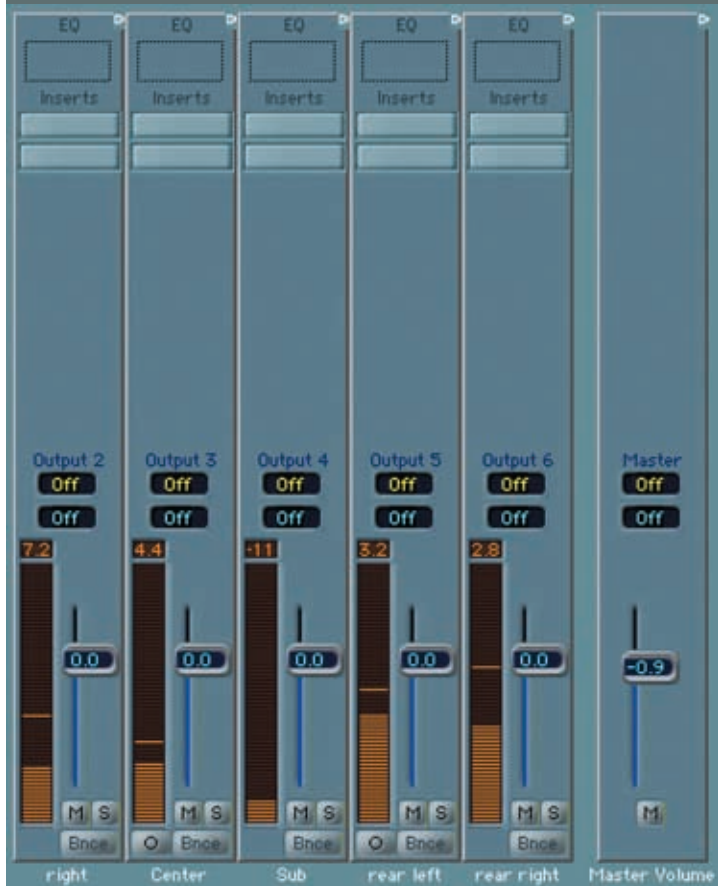 EQ EQ EQ EQ EQ
Inserts Inserts Inserts Inserts Inserts
Output 2 Output 3 Output 4 Output 5 Output 6 Master
Off Off Off Off Off Off
Off Off Off Off Off Off
7.2 4.4 -11 3.2 2.8
0.0 0.0 0.0 0.0 0.0 -0.9
M S M S M S M S M S M
Bnce O Bnce Bnce O Bnce Bnce
right Center Sub rear left rear right Master Volume